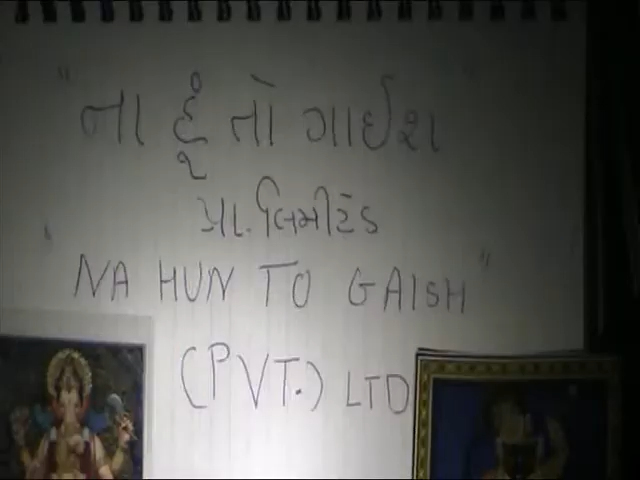 "ના હું તો ગાઈશ
પ્રા. લિમીટેડ
NA HUN TO GAISH"
(PVT.) LTD